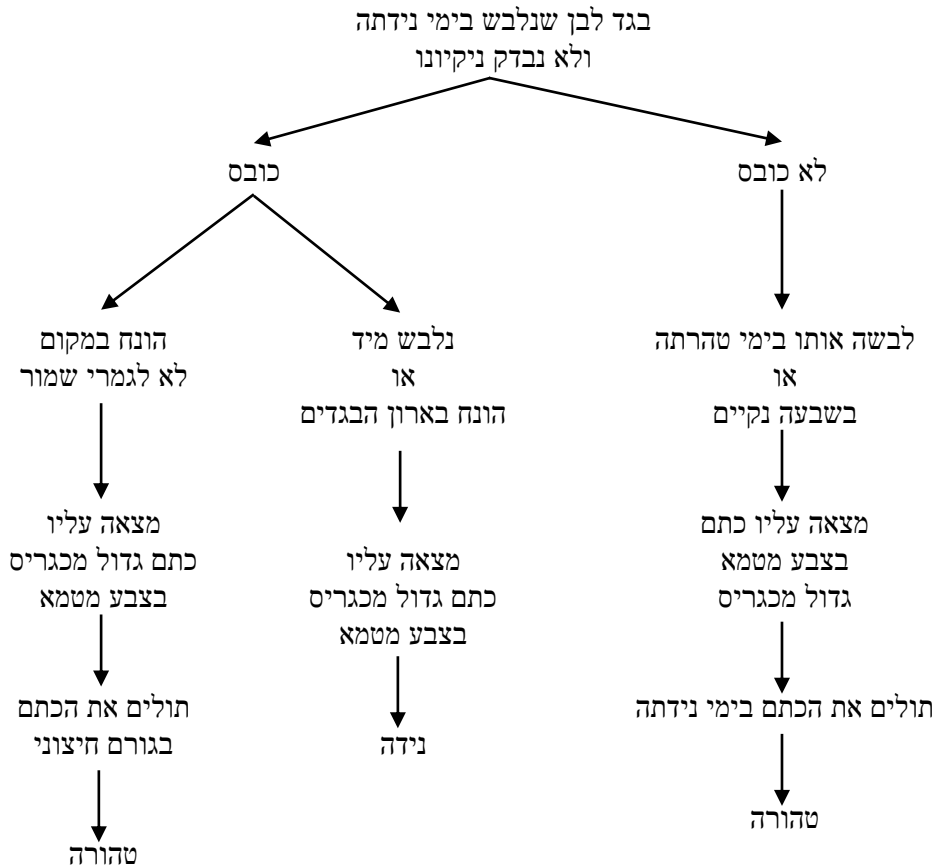 בגד לבן שנלבש בימי נידתה
ולא נבדק ניקיונו
לא כובס
כובס
לבשה אותו בימי טהרתה
או
בשבעה נקיים
נלבש מיד
או
הונח בארון הבגדים
הונח במקום
לא לגמרי שמור
מצאה עליו כתם
בצבע מטמא
גדול מכגריס
מצאה עליו
כתם גדול מכגריס
בצבע מטמא
מצאה עליו
כתם גדול מכגריס
בצבע מטמא
תולים את הכתם בימי נידתה
נידה
תולים את הכתם
בגורם חיצוני
טהורה
טהורה